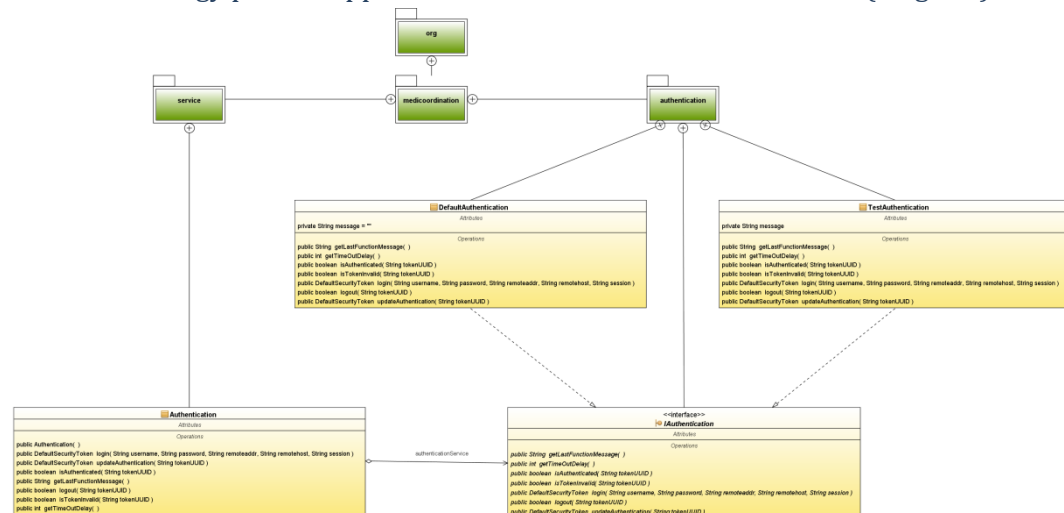 org
service
medicoordination
authentication
DefaultAuthentication
Attributes
private String message = ""
Operations
public String getLastFunctionMessage( )
public int getTimeOutDelay( )
public boolean isAuthenticated( String tokenUUID )
public boolean isTokenInvalid( String tokenUUID )
public DefaultSecurityToken login( String username, String password, String remoteaddr, String remotehost, String session )
public boolean logout( String tokenUUID )
public DefaultSecurityToken updateAuthentication( String tokenUUID )
TestAuthentication
Attributes
private String message
Operations
public String getLastFunctionMessage( )
public int getTimeOutDelay( )
public boolean isAuthenticated( String tokenUUID )
public boolean isTokenInvalid( String tokenUUID )
public DefaultSecurityToken login( String username, String password, String remoteaddr, String remotehost, String session )
public boolean logout( String tokenUUID )
public DefaultSecurityToken updateAuthentication( String tokenUUID )
Authentication
Attributes
Operations
public Authentication( )
public DefaultSecurityToken login( String username, String password, String remoteaddr, String remotehost, String session )
public DefaultSecurityToken updateAuthentication( String tokenUUID )
public boolean isAuthenticated( String tokenUUID )
public String getLastFunctionMessage( )
public boolean logout( String tokenUUID )
public boolean isTokenInvalid( String tokenUUID )
public int getTimeOutDelay( )
authenticationService
<<interface>>
IAuthentication
Attributes
Operations
public String getLastFunctionMessage( )
public int getTimeOutDelay( )
public boolean isAuthenticated( String tokenUUID )
public boolean isTokenInvalid( String tokenUUID )
public DefaultSecurityToken login( String username, String password, String remoteaddr, String remotehost, String session )
public boolean logout( String tokenUUID )
public DefaultSecurityToken updateAuthentication( String tokenUUID )